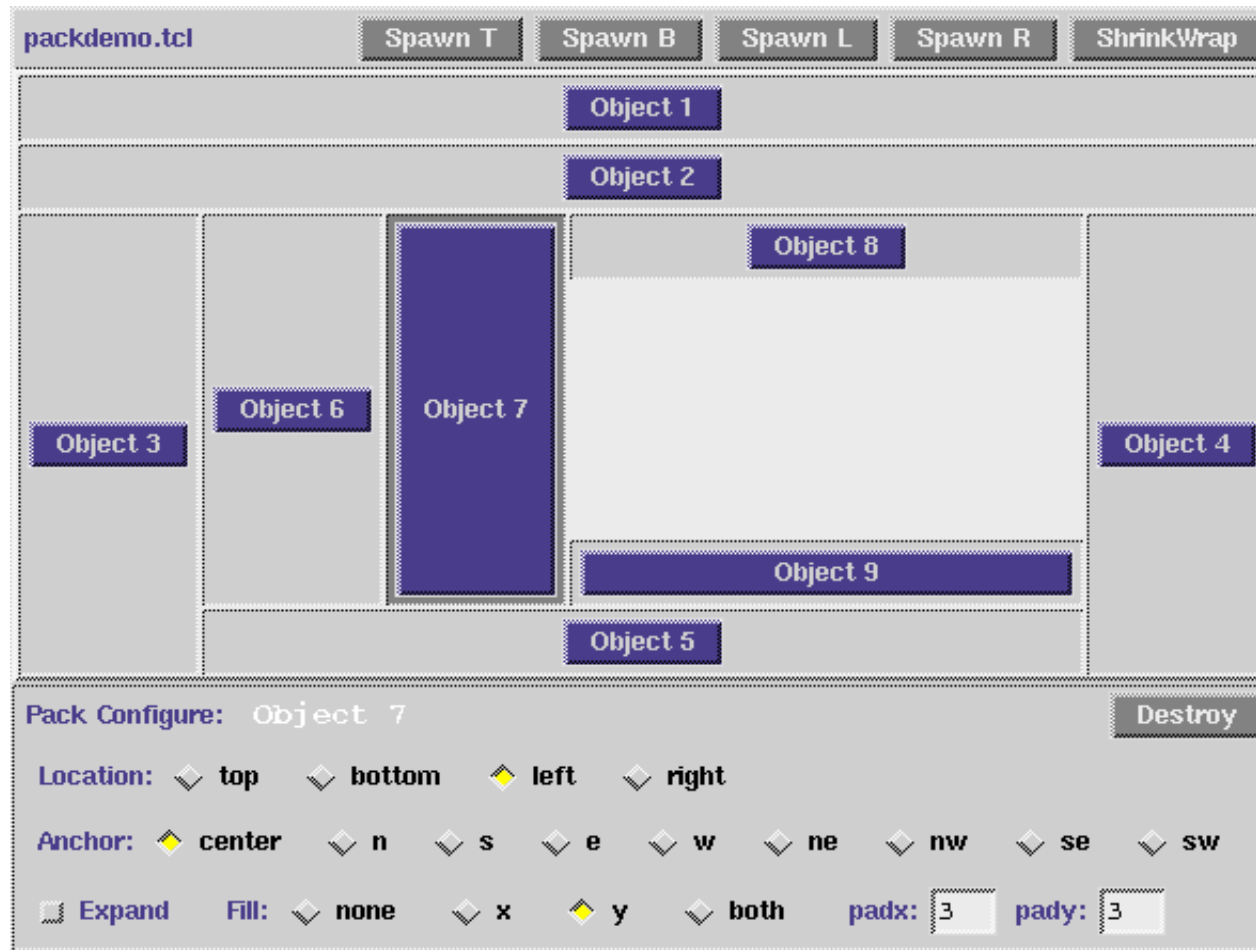 packdemo.tcl Spawn T Spawn B Spawn L Spawn R ShrinkWrap
Object 1
Object 2
Object 8
Object 6 Object 7
Object 3 Object 4
Object 9
Object 5
Pack Configure: Object 7 Destroy
Location: top bottom left right
Anchor: center n s e w ne nw se sw
Expand Fill: none x y both padx: 3 pady: 3